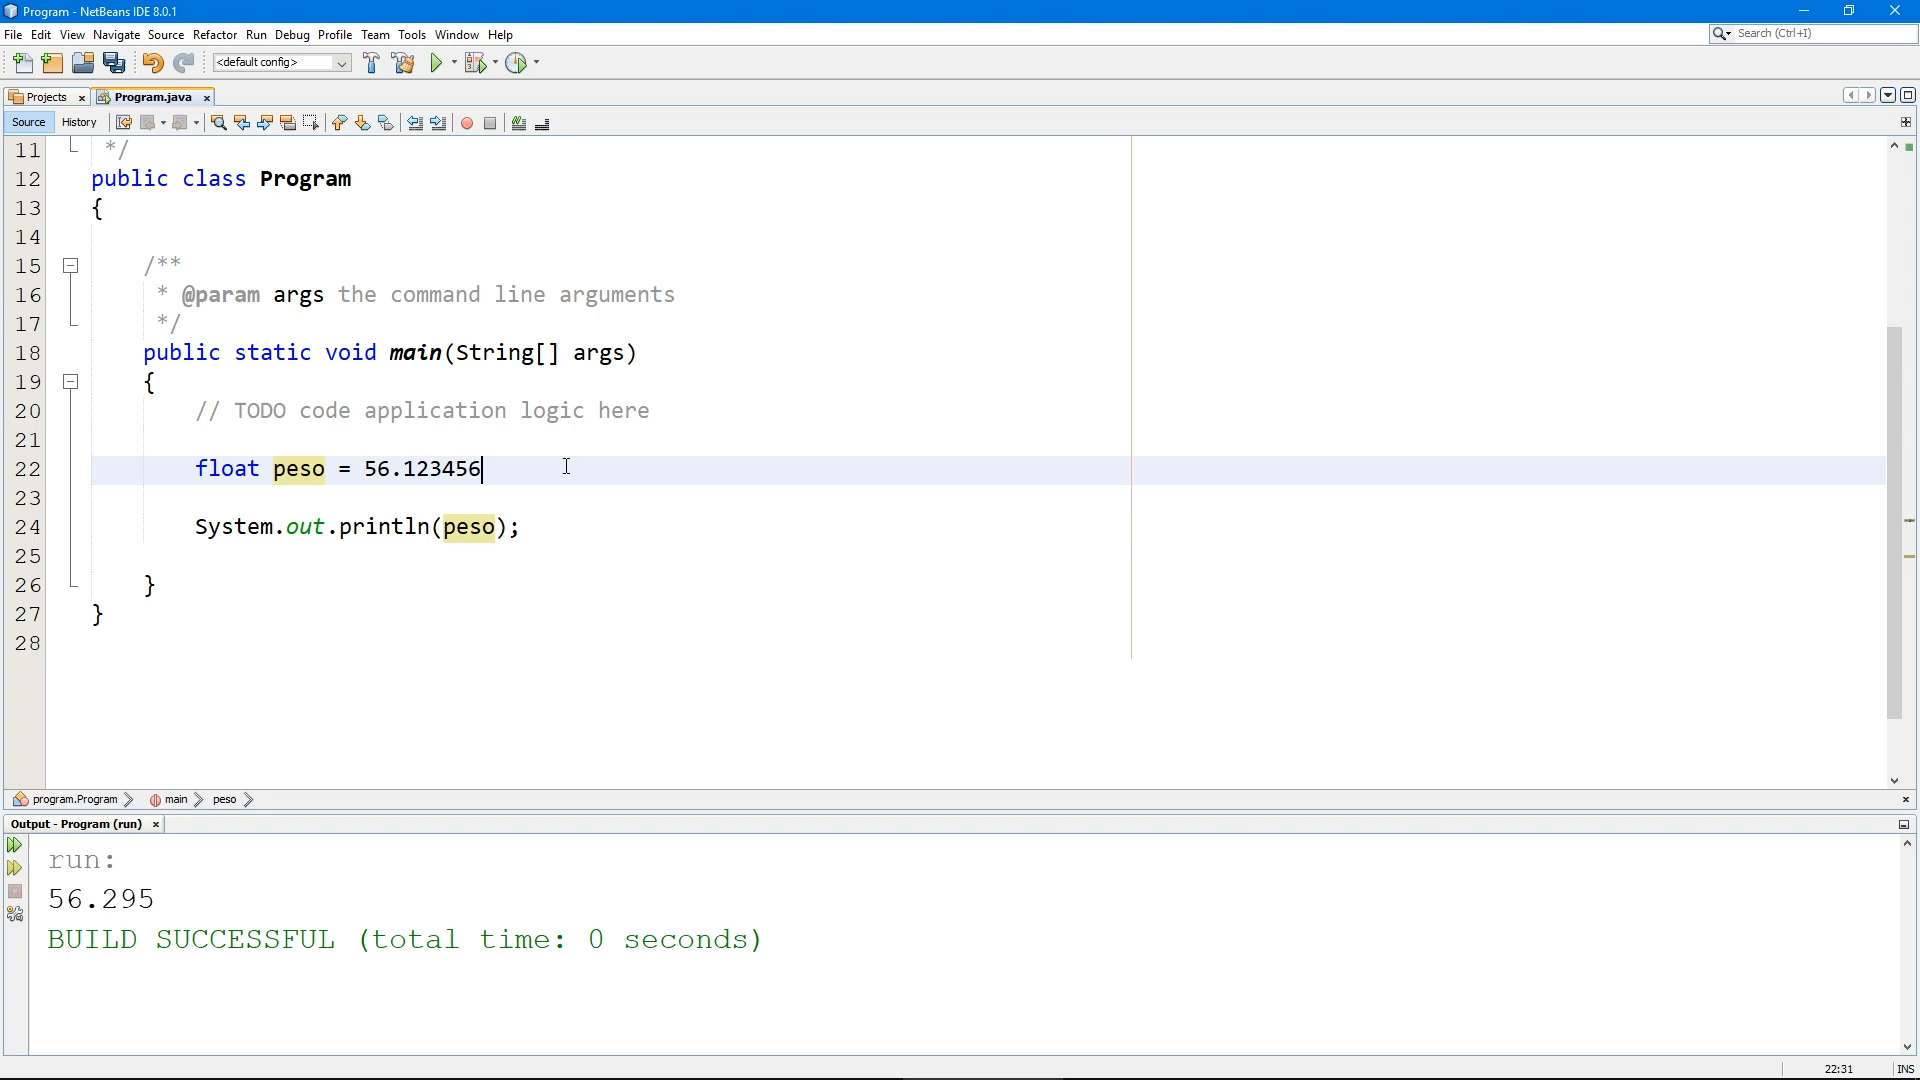 Program - NetBeans IDE 8.0.1
File Edit View Navigate Source Refactor Run Debug Profile Team Tools Window Help
Search (Ctrl+I)
<default config>
Projects Program.java
Source History
11 */
12 public class Program
13 {
14
15 /**
16 * @param args the command line arguments
17 */
18 public static void main(String[] args)
19 {
20 // TODO code application logic here
21
22 float peso = 56.123456
23
24 System.out.println(peso);
25
26 }
27 }
28
program.Program main peso
Output - Program (run)
run:
56.295
BUILD SUCCESSFUL (total time: 0 seconds)
22:31 INS